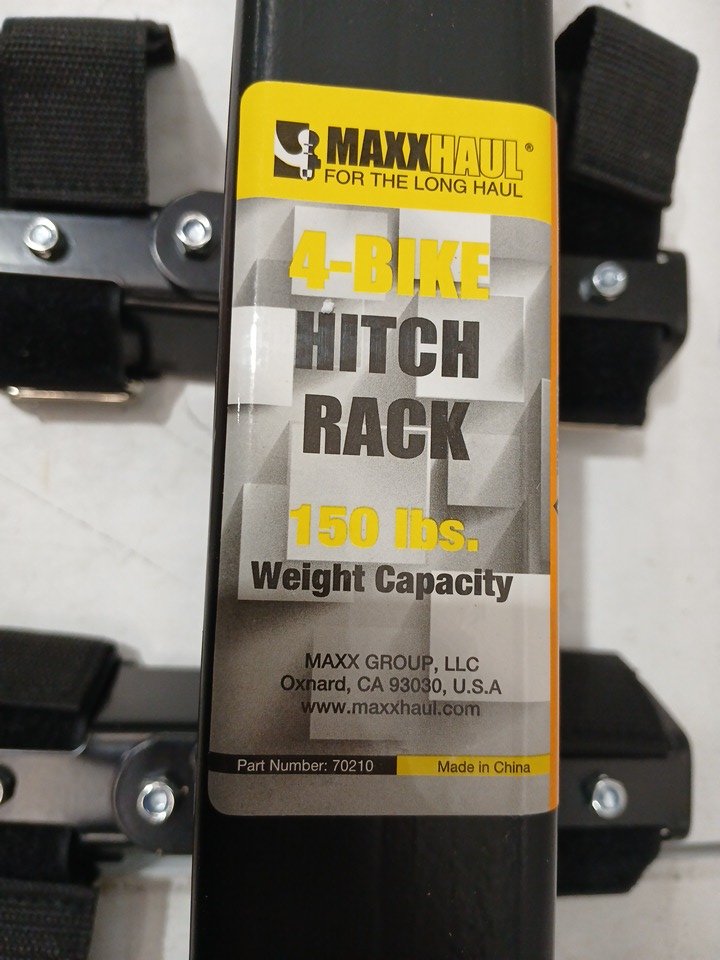 MAXXHAUL®
FOR THE LONG HAUL
4-BIKE
HITCH
RACK
150 lbs.
Weight Capacity
MAXX GROUP, LLC
Oxnard, CA 93030, U.S.A
www.maxxhaul.com
Part Number: 70210 Made in China